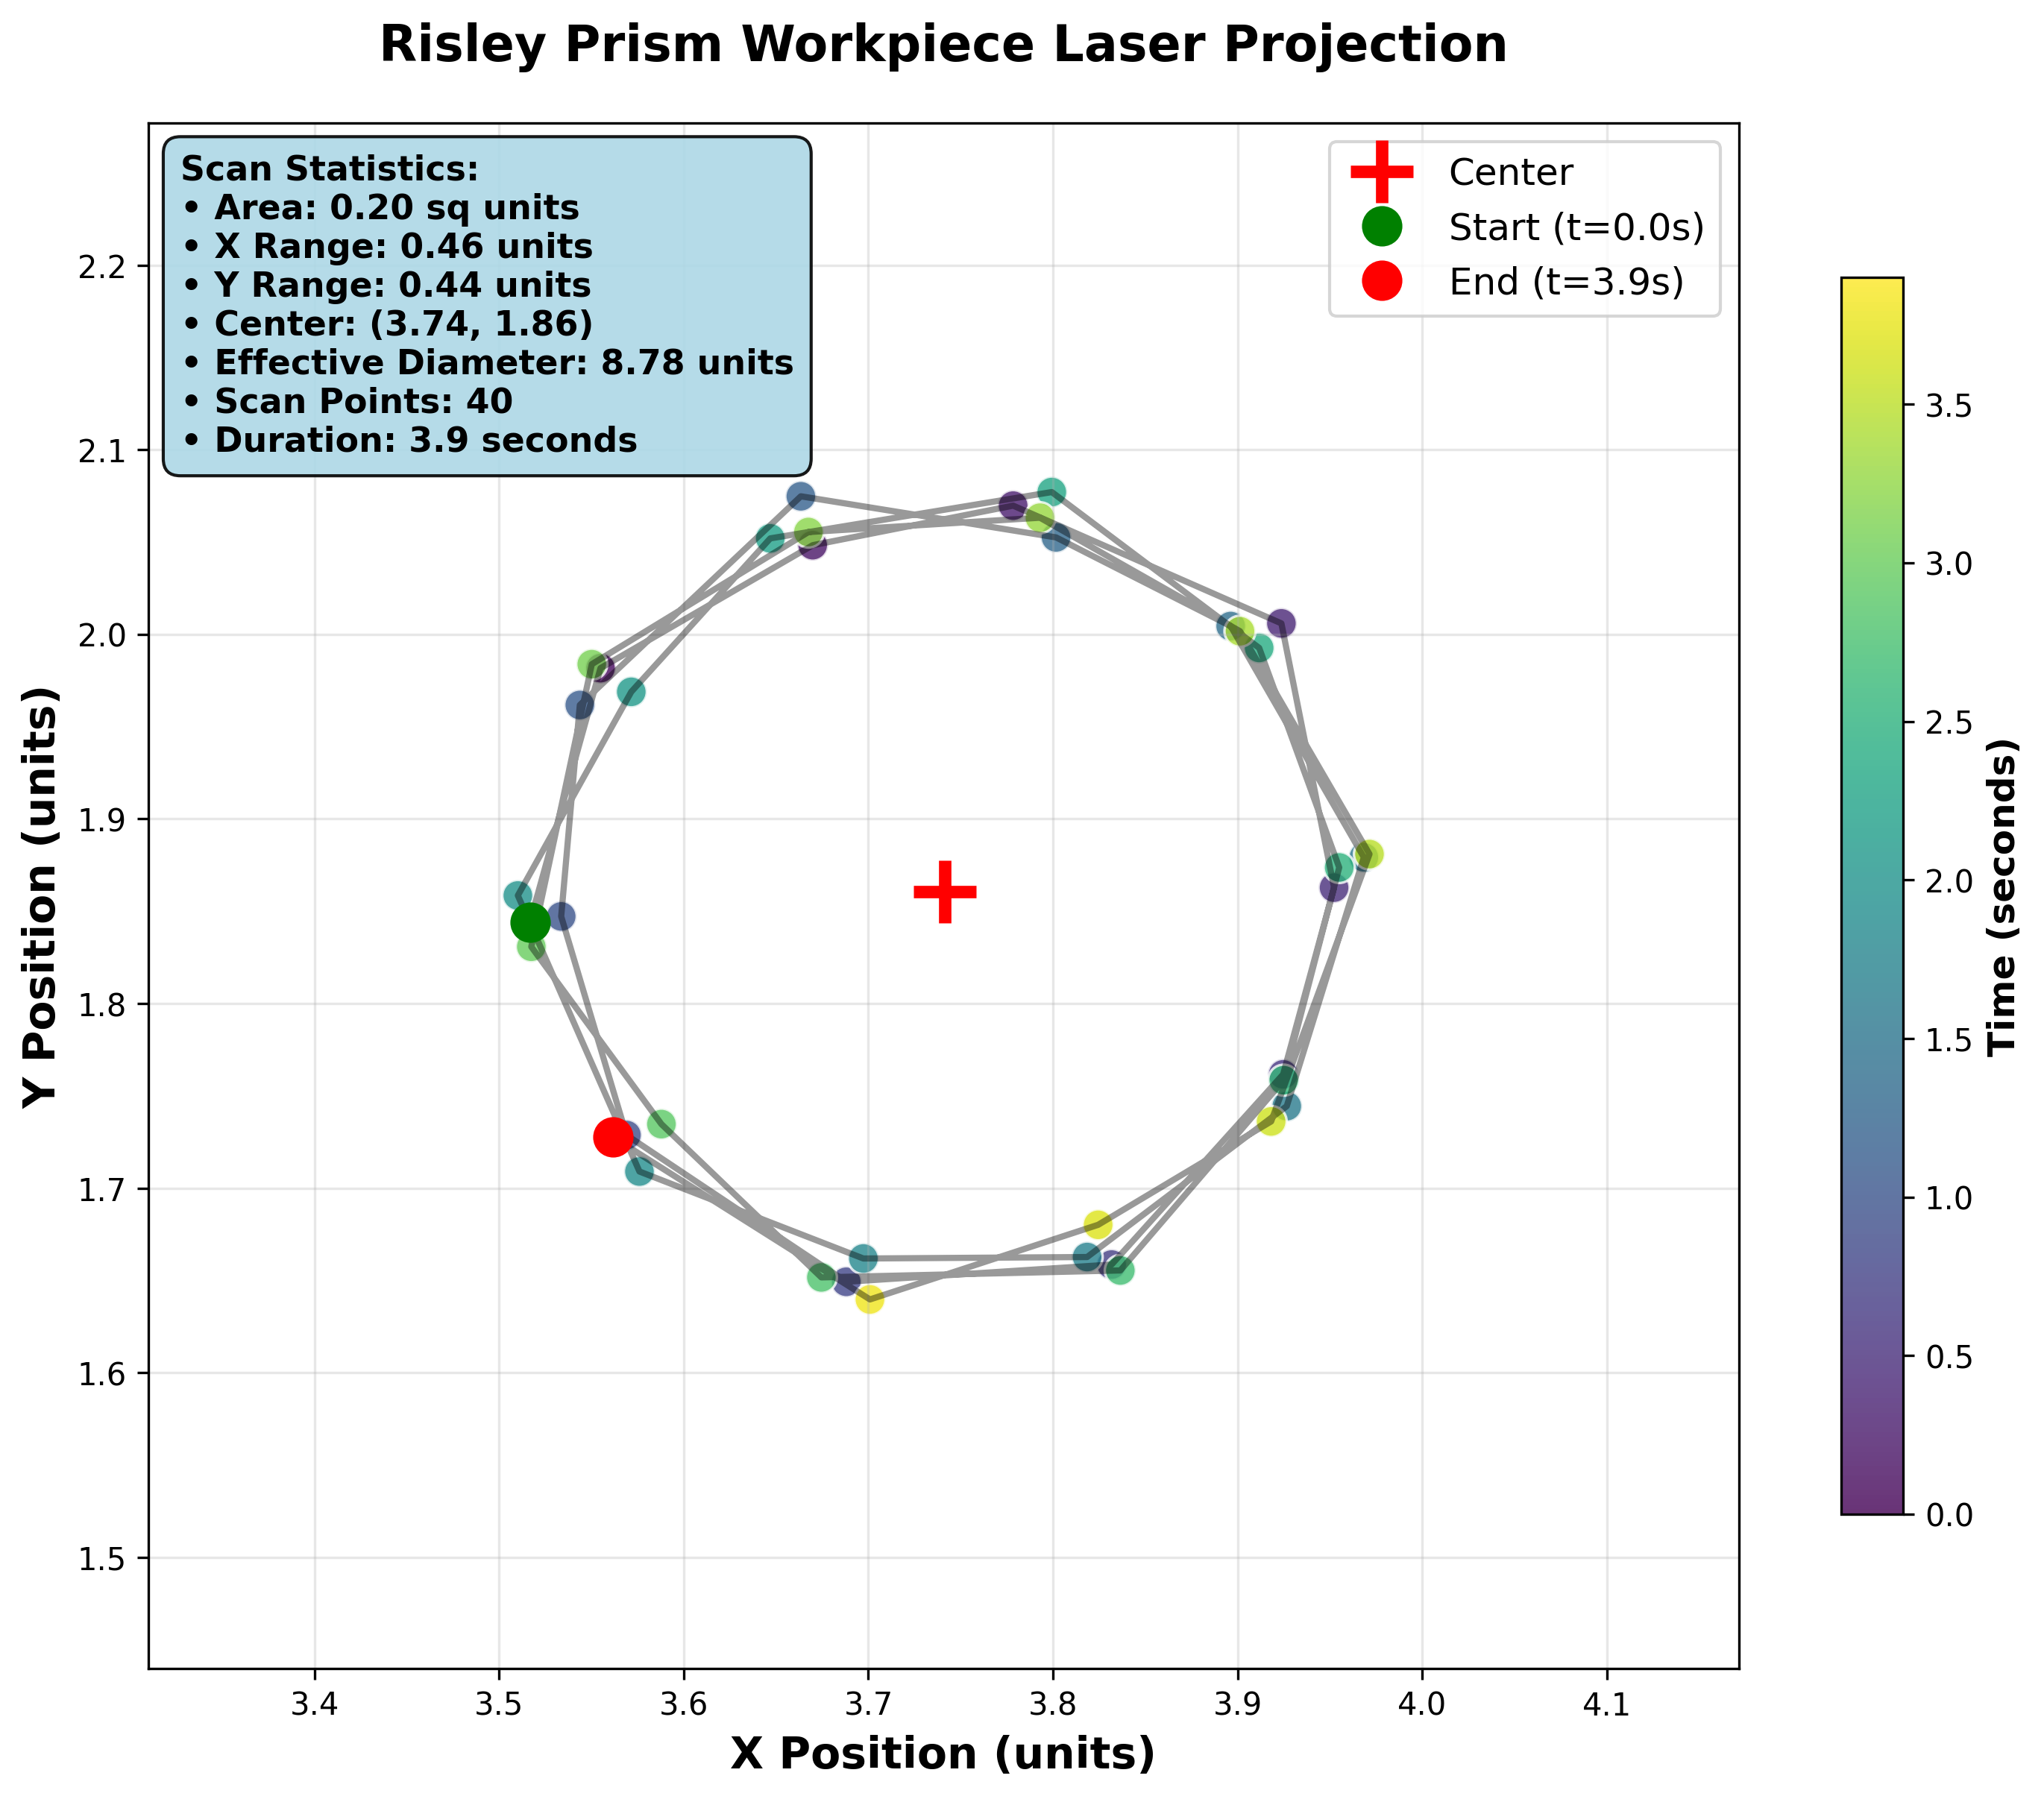 Risley Prism Workpiece Laser Projection
Scan Statistics:
• Area: 0.20 sq units
• X Range: 0.46 units
• Y Range: 0.44 units
• Center: (3.74, 1.86)
• Effective Diameter: 8.78 units
• Scan Points: 40
• Duration: 3.9 seconds
Center
Start (t=0.0s)
End (t=3.9s)
Y Position (units)
2.2
2.1
2.0
1.9
1.8
1.7
1.6
1.5
3.4 3.5 3.6 3.7 3.8 3.9 4.0 4.1
X Position (units)
3.5
3.0
2.5
2.0
1.5
1.0
0.5
0.0
Time (seconds)